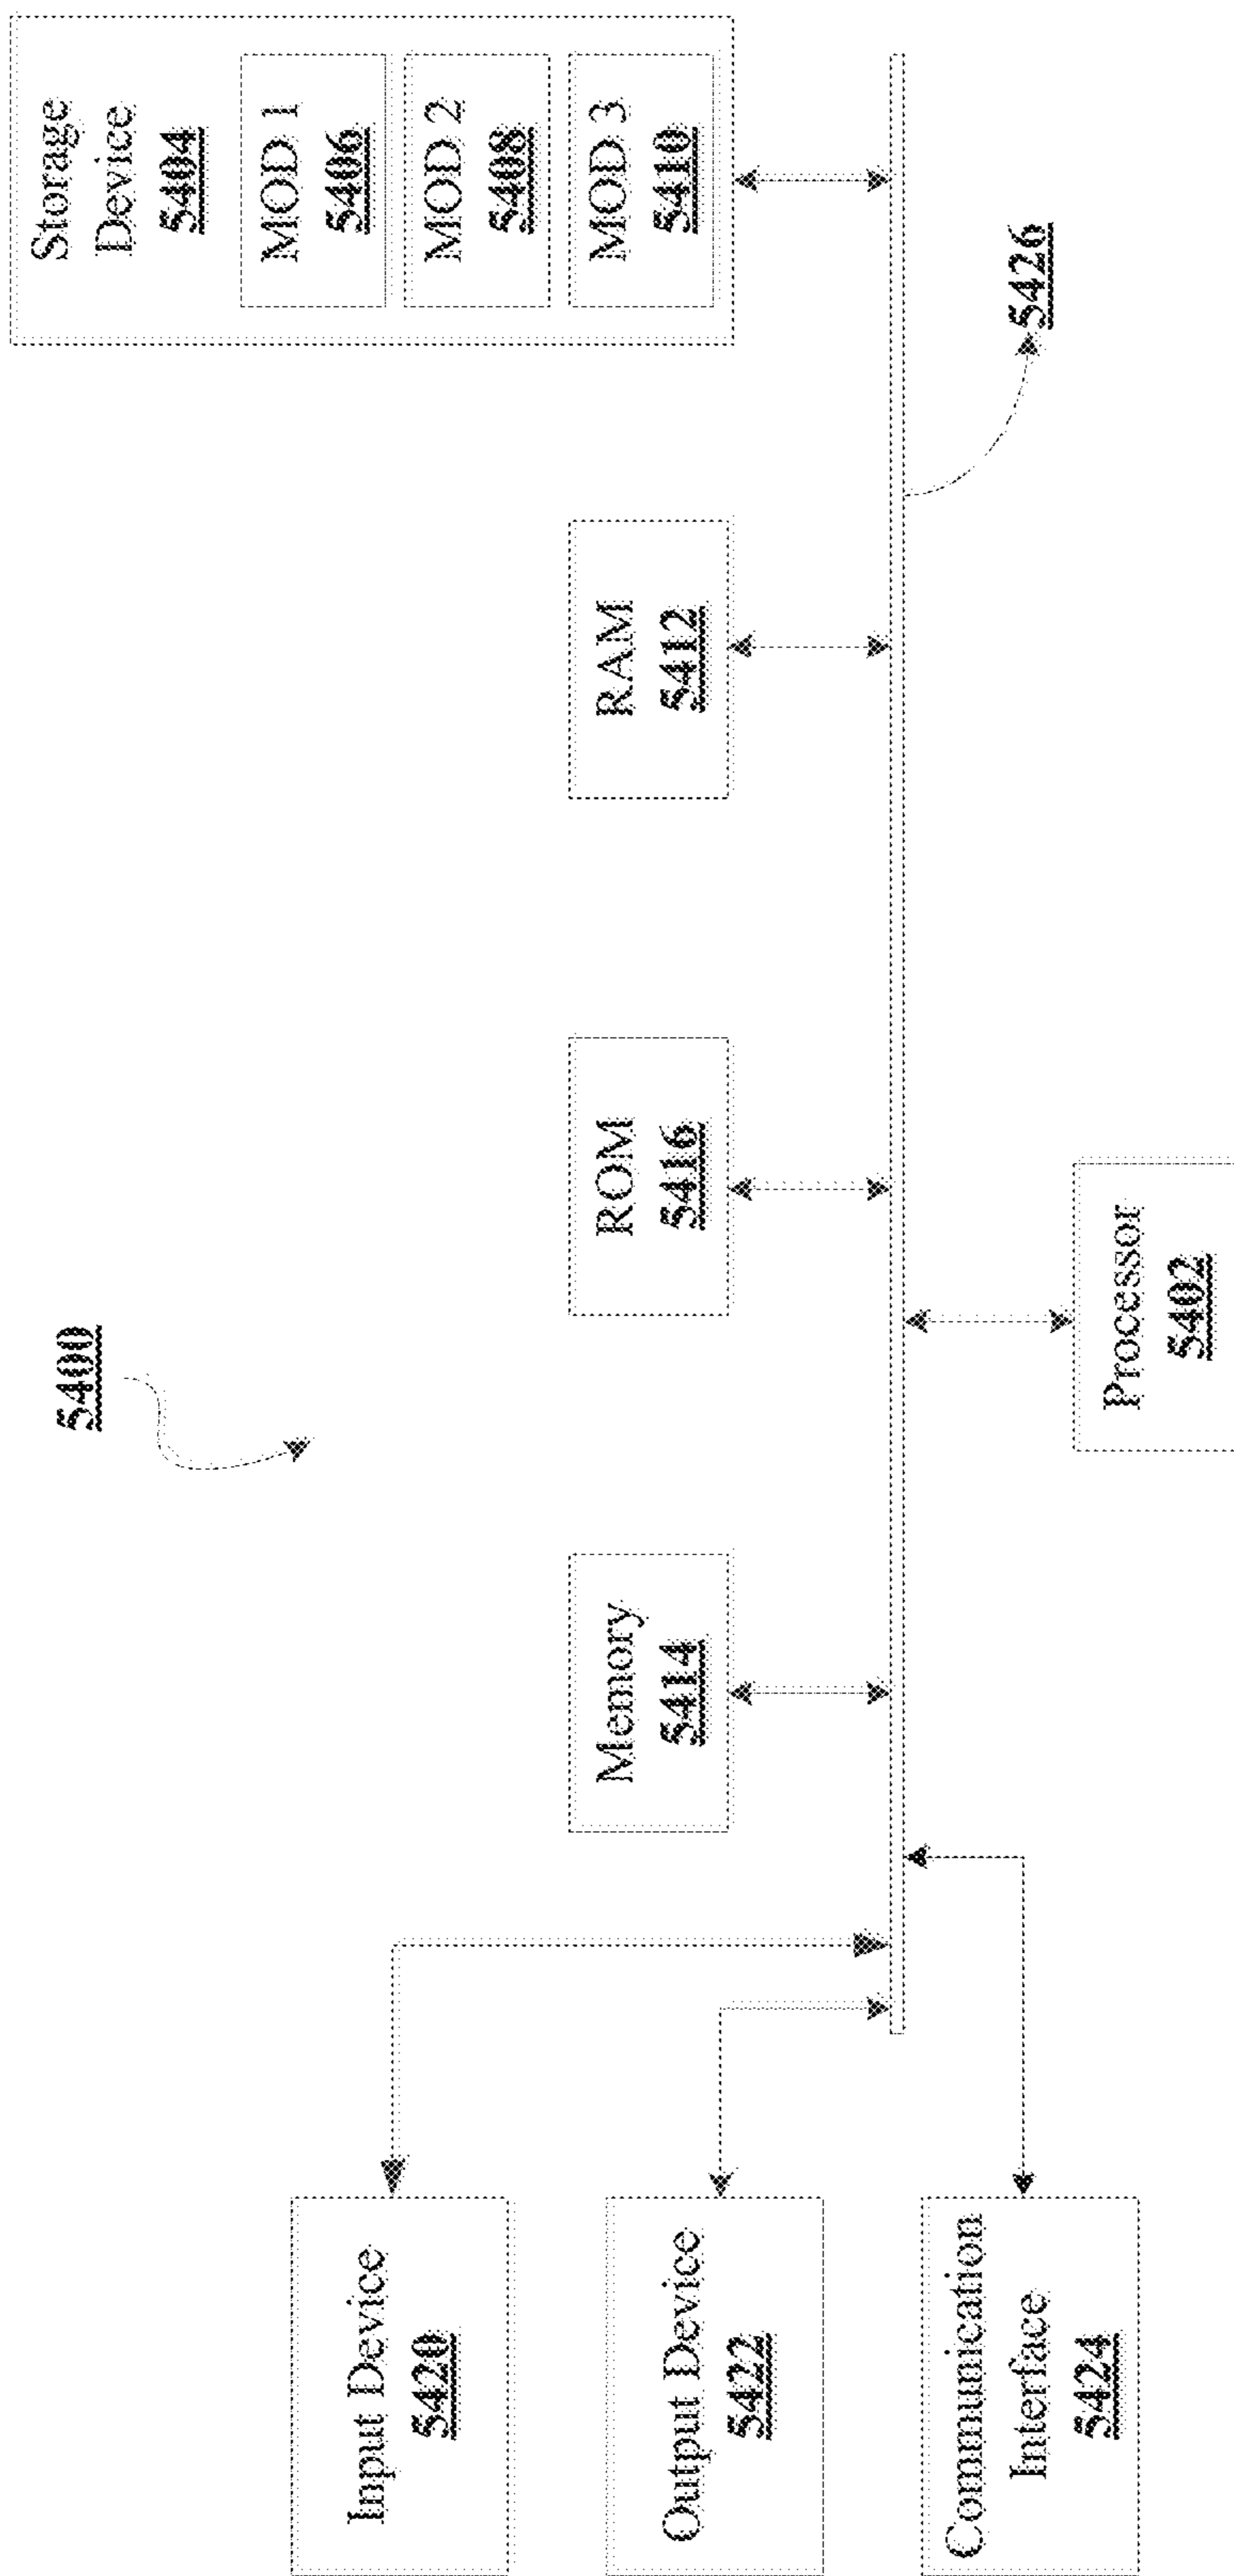 5400
Input Device
5420
Output Device
5422
Communication
Interface
5424
Memory
5414
ROM
5416
RAM
5412
Storage
Device
5404
MOD 1
5406
MOD 2
5408
MOD 3
5410
Processor
5402
5426